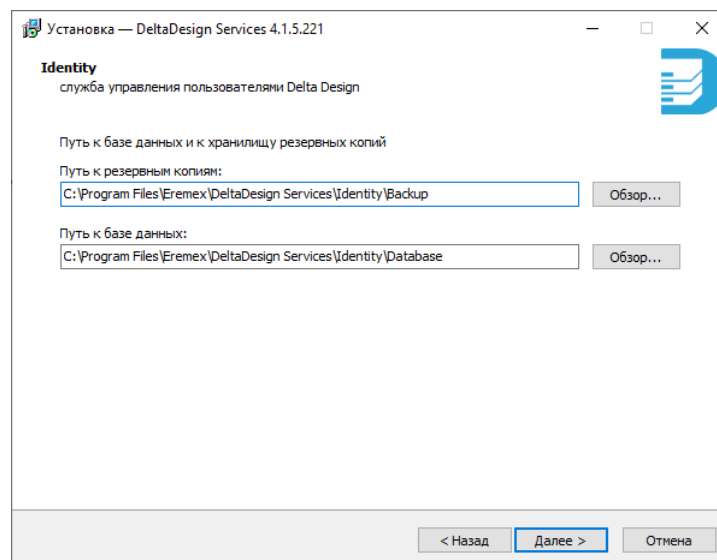 Установка — DeltaDesign Services 4.1.5.221
Identity
служба управления пользователями Delta Design
Путь к базе данных и к хранилищу резервных копий
Путь к резервным копиям:
C:\Program Files\Eremex\DeltaDesign Services\Identity\Backup
Обзор...
Путь к базе данных:
C:\Program Files\Eremex\DeltaDesign Services\Identity\Database
Обзор...
< Назад
Далее >
Отмена